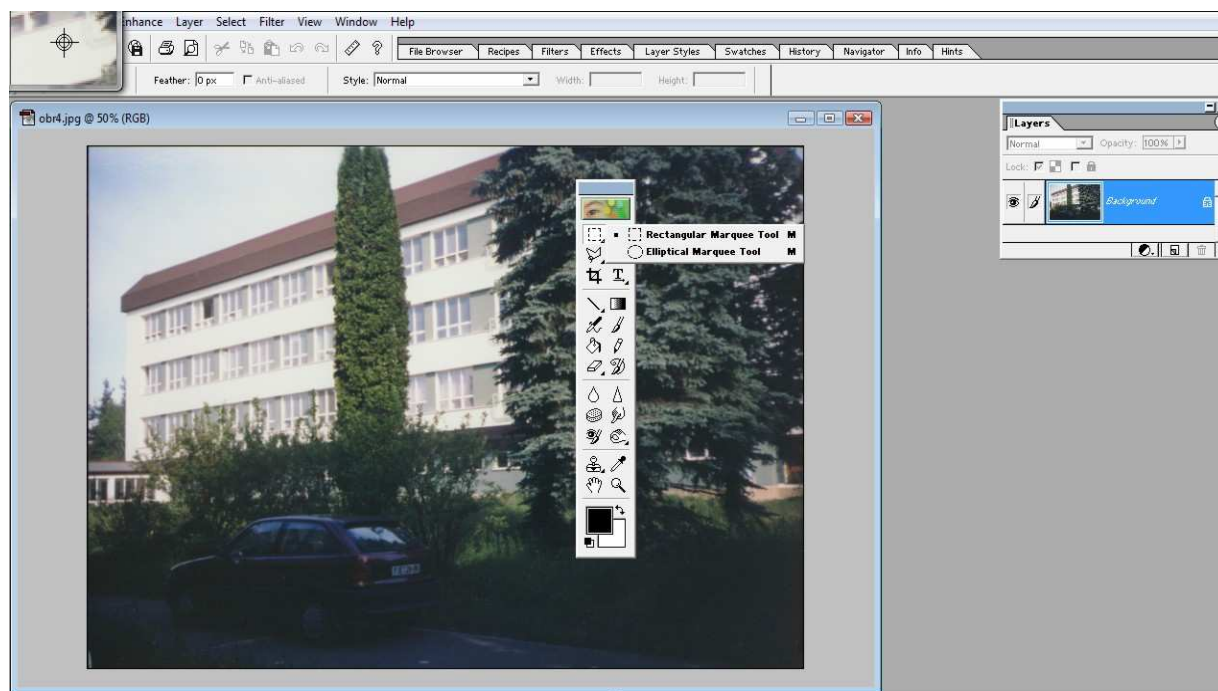 Enhance Layer Select Filter View Window Help
File Browser Recipes Filters Effects Layer Styles Swatches History Navigator Info Hints
Feather: 0 px Anti-aliased Style: Normal Width: Height:
obr4.jpg @ 50% (RGB)
Layers
Normal Opacity: 100%
Lock:
Background
Rectangular Marquee Tool M
Elliptical Marquee Tool M